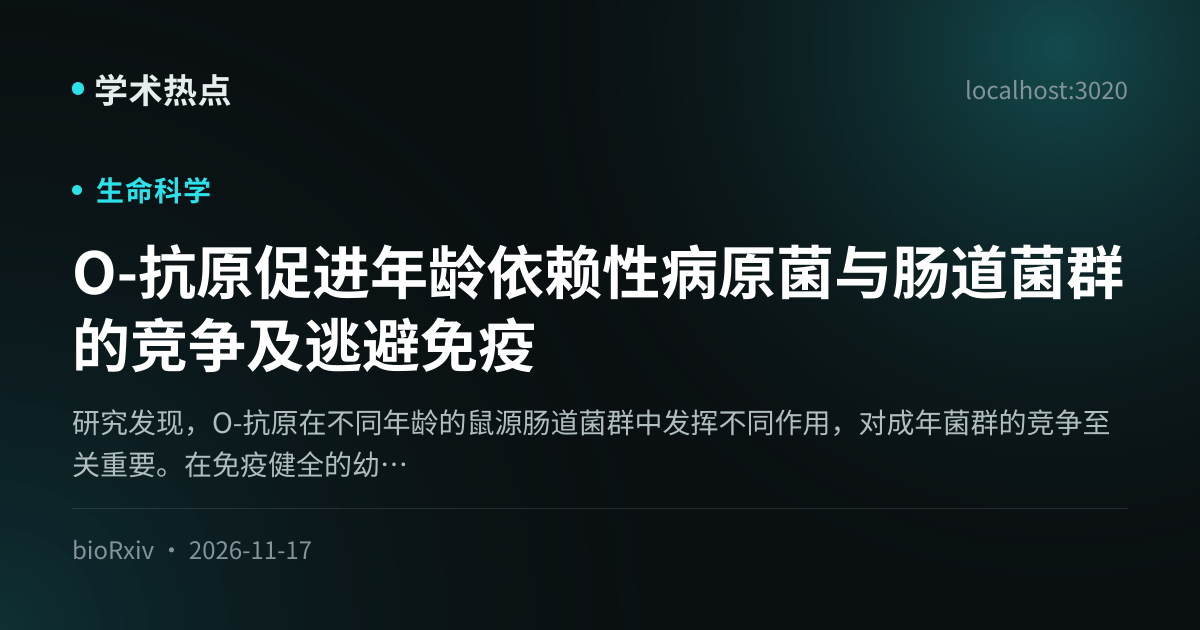 学术热点
localhost:3020
生命科学
O-抗原促进年龄依赖性病原菌与肠道菌群
的竞争及逃避免疫
研究发现，O-抗原在不同年龄的鼠源肠道菌群中发挥不同作用，对成年菌群的竞争至
关重要。在免疫健全的幼…
bioRxiv • 2026-11-17